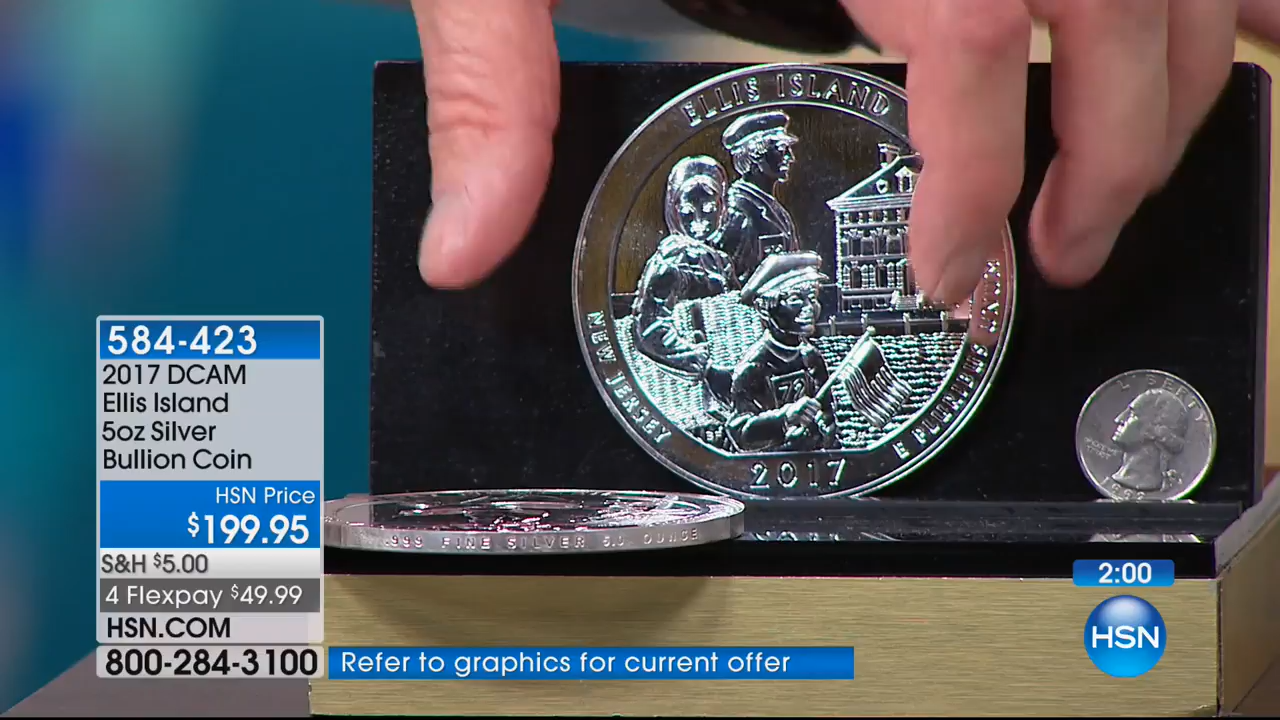 ELLIS ISLAND
NEW JERSEY
E PLURIBUS UNUM
72
2017
LIBERTY
.999 FINE SILVER 5.0 OUNCE
584-423
2017 DCAM
Ellis Island
5oz Silver
Bullion Coin
HSN Price
$199.95
S&H $5.00
4 Flexpay $49.99
HSN.COM
800-284-3100
Refer to graphics for current offer
2:00
HSN